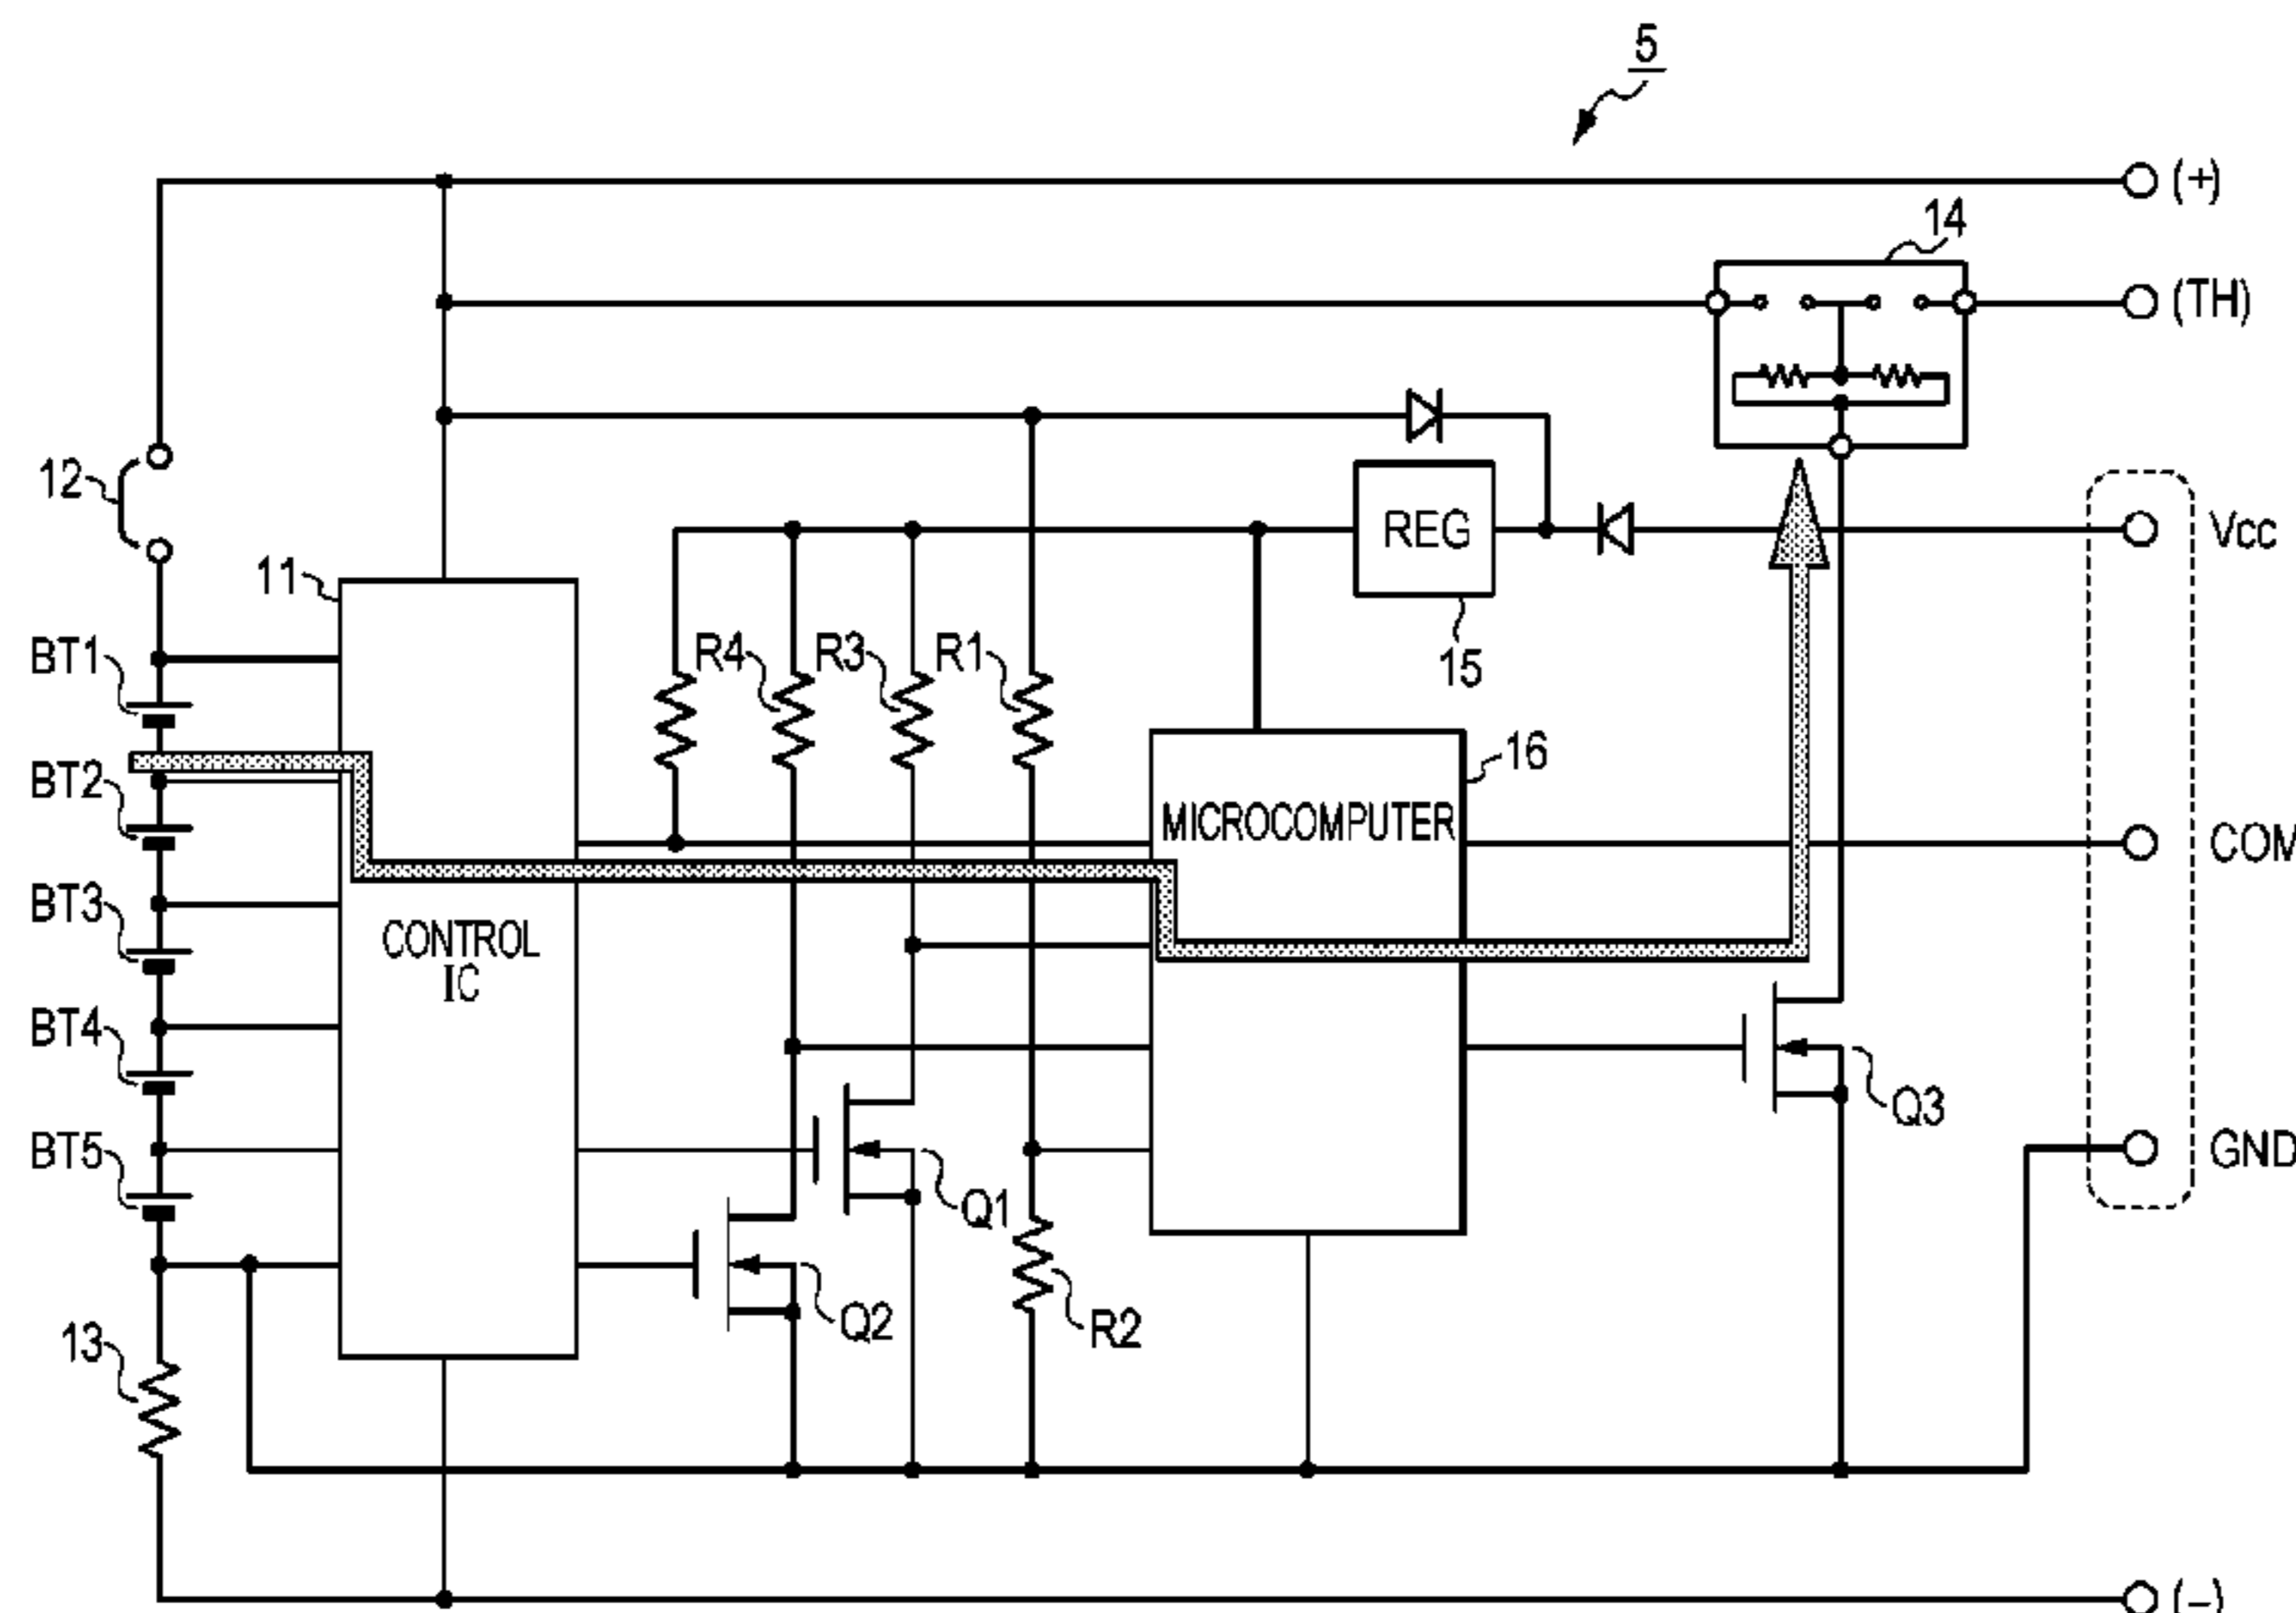 5
(+)
14
(TH)
12
REG
Vcc
11
BT1
R4
R3
R1
15
16
BT2
MICROCOMPUTER
COM
BT3
CONTROL
IC
BT4
Q3
BT5
GND
Q1
Q2
R2
13
(-)